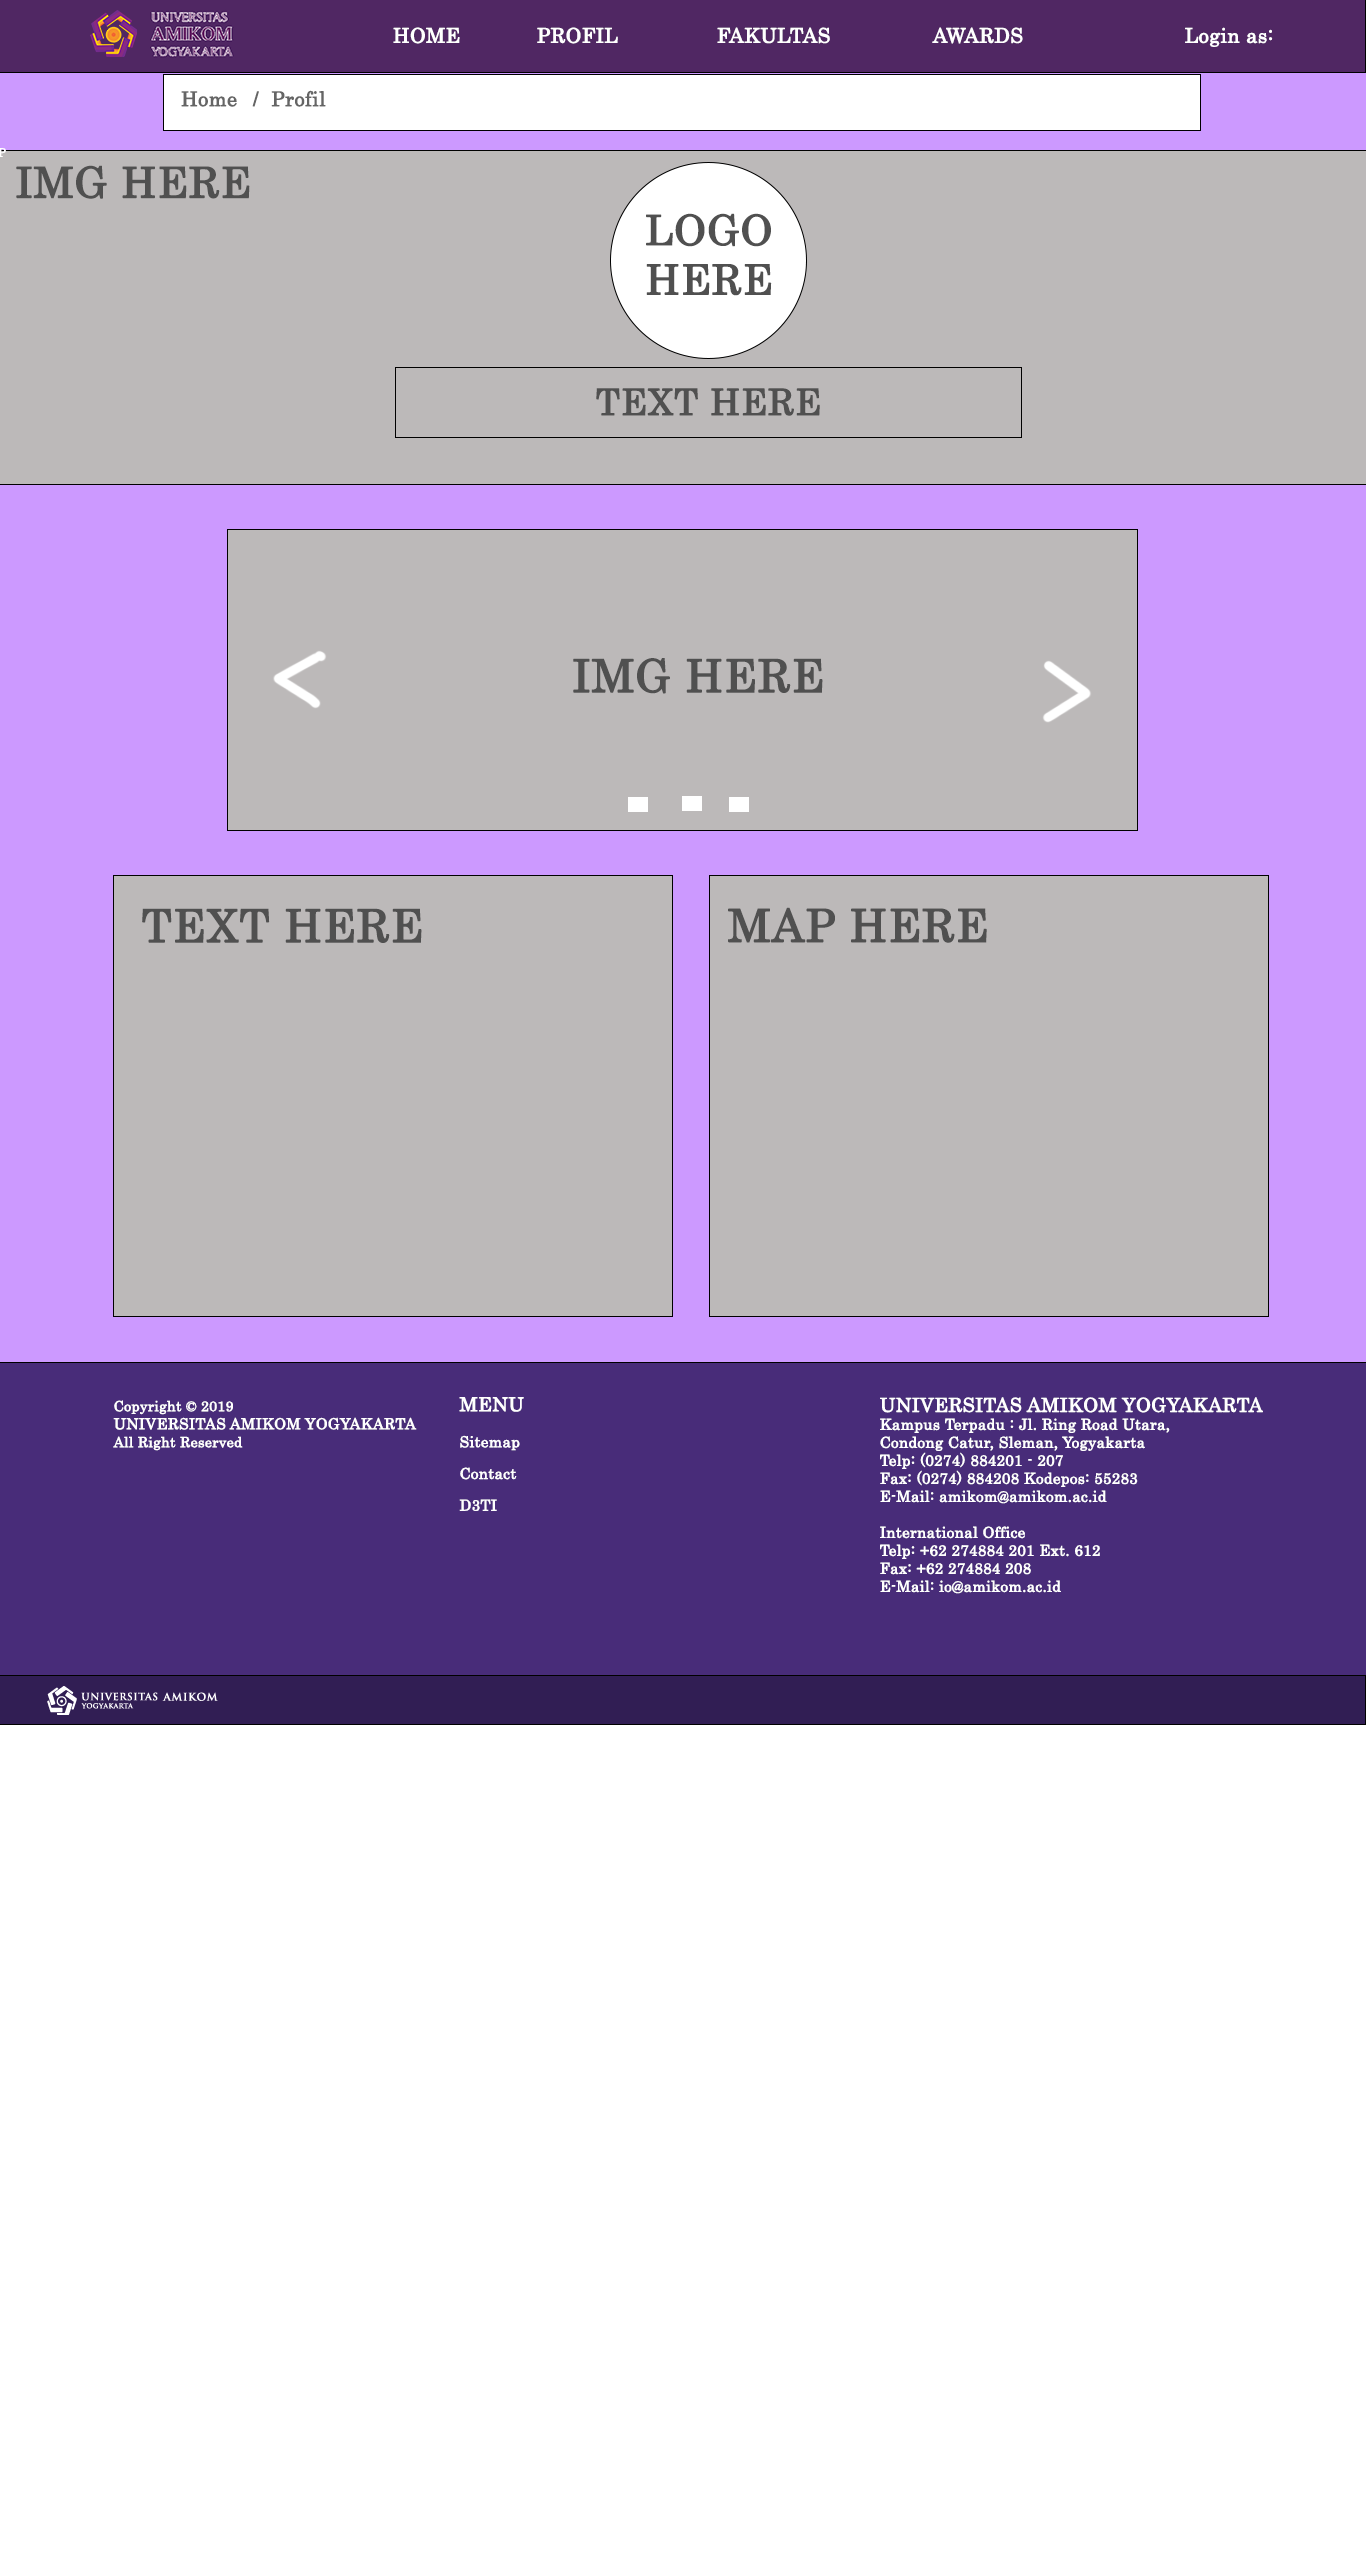 UNIVERSITAS
AMIKOM
YOGYAKARTA
HOME PROFIL FAKULTAS AWARDS Login as:
Home / Profil
P
IMG HERE
LOGO
HERE
TEXT HERE
IMG HERE
TEXT HERE
MAP HERE
Copyright © 2019
UNIVERSITAS AMIKOM YOGYAKARTA
All Right Reserved
MENU
Sitemap
Contact
D3TI
UNIVERSITAS AMIKOM YOGYAKARTA
Kampus Terpadu : Jl. Ring Road Utara,
Condong Catur, Sleman, Yogyakarta
Telp: (0274) 884201 - 207
Fax: (0274) 884208 Kodepos: 55283
E-Mail: amikom@amikom.ac.id
International Office
Telp: +62 274884 201 Ext. 612
Fax: +62 274884 208
E-Mail: io@amikom.ac.id
UNIVERSITAS AMIKOM
YOGYAKARTA